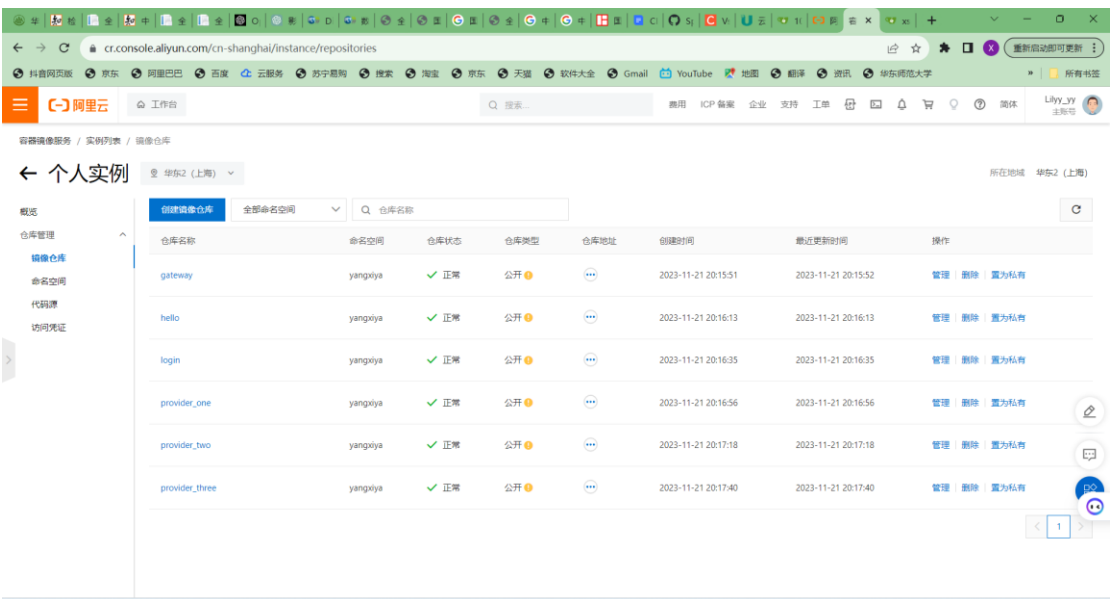 cr.console.aliyun.com/cn-shanghai/instance/repositories 重新启动即可更新
抖音网页版 京东 阿里巴巴 百度 云服务 苏宁易购 搜索 淘宝 京东 天猫 软件大全 Gmail YouTube 地图 翻译 资讯 华东师范大学 » 所有书签
阿里云 工作台 搜索... 费用 ICP 备案 企业 支持 工单 简体 Lilyy_yy
主账号
容器镜像服务 / 实例列表 / 镜像仓库
个人实例 华东2（上海） 所在地域 华东2（上海）
概览 创建镜像仓库 全部命名空间 仓库名称
仓库管理 仓库名称 命名空间 仓库状态 仓库类型 仓库地址 创建时间 最近更新时间 操作
镜像仓库
命名空间 gateway yangxiya 正常 公开 2023-11-21 20:15:51 2023-11-21 20:15:52 管理 删除 置为私有
代码源
访问凭证 hello yangxiya 正常 公开 2023-11-21 20:16:13 2023-11-21 20:16:13 管理 删除 置为私有
login yangxiya 正常 公开 2023-11-21 20:16:35 2023-11-21 20:16:35 管理 删除 置为私有
provider_one yangxiya 正常 公开 2023-11-21 20:16:56 2023-11-21 20:16:56 管理 删除 置为私有
provider_two yangxiya 正常 公开 2023-11-21 20:17:18 2023-11-21 20:17:18 管理 删除 置为私有
provider_three yangxiya 正常 公开 2023-11-21 20:17:40 2023-11-21 20:17:40 管理 删除 置为私有
1